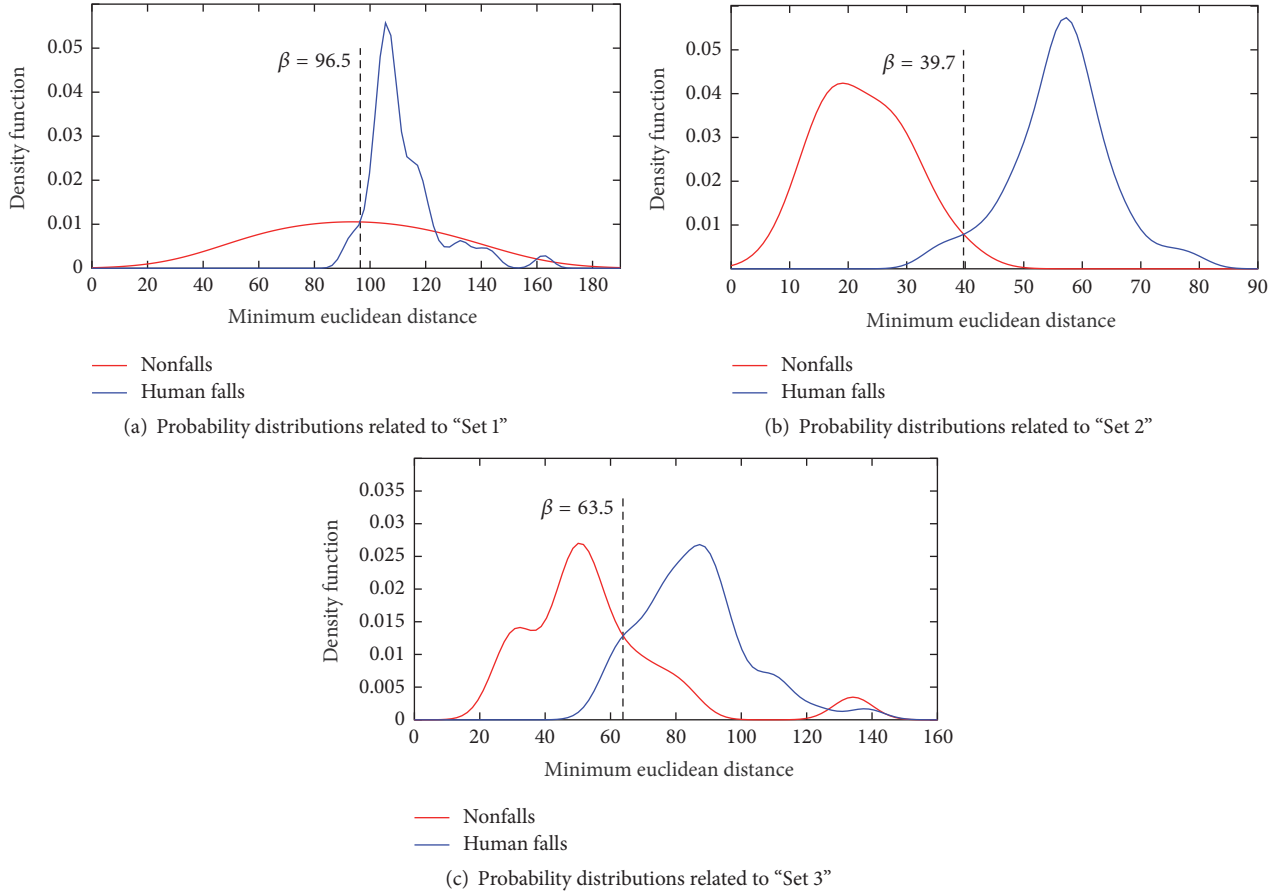 0.05
0.04
0.03
0.02
0.01
0
Density function
β = 96.5
0 20 40 60 80 100 120 140 160 180
Minimum euclidean distance
Nonfalls
Human falls
(a) Probability distributions related to “Set 1”
0.05
0.04
0.03
0.02
0.01
Density function
β = 39.7
0 10 20 30 40 50 60 70 80 90
Minimum euclidean distance
Nonfalls
Human falls
(b) Probability distributions related to “Set 2”
0.035
0.03
0.025
0.02
0.015
0.01
0.005
0
Density function
β = 63.5
0 20 40 60 80 100 120 140 160
Minimum euclidean distance
Nonfalls
Human falls
(c) Probability distributions related to “Set 3”